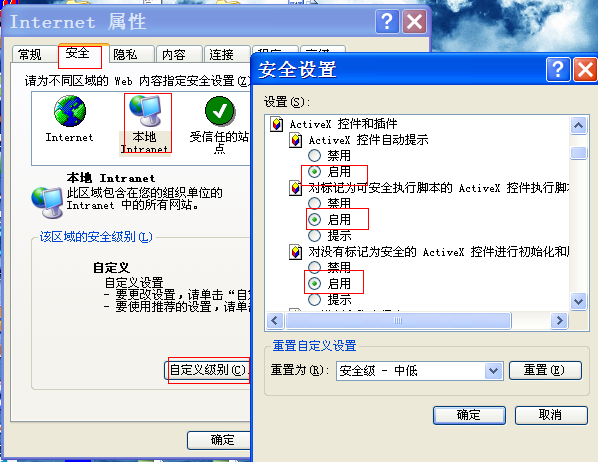 Internet 属性
常规
安全
隐私
内容
连接
请为不同区域的 Web 内容指定安全设置(Z)
Internet
本地
Intranet
受信任的站
点
本地 Intranet
此区域包含在您的组织单位的
Intranet 中的所有网站。
该区域的安全级别(L)
自定义
自定义设置
- 要更改设置，请单击“自
- 要使用推荐的设置，请单
自定义级别(C)
确定
安全设置
设置(S):
ActiveX 控件和插件
ActiveX 控件自动提示
禁用
启用
对标记为可安全执行脚本的 ActiveX 控件执行脚本
禁用
启用
提示
对没有标记为安全的 ActiveX 控件进行初始化和
禁用
启用
提示
重置自定义设置
重置为(R):
安全级 - 中低
重置(E)
确定
取消